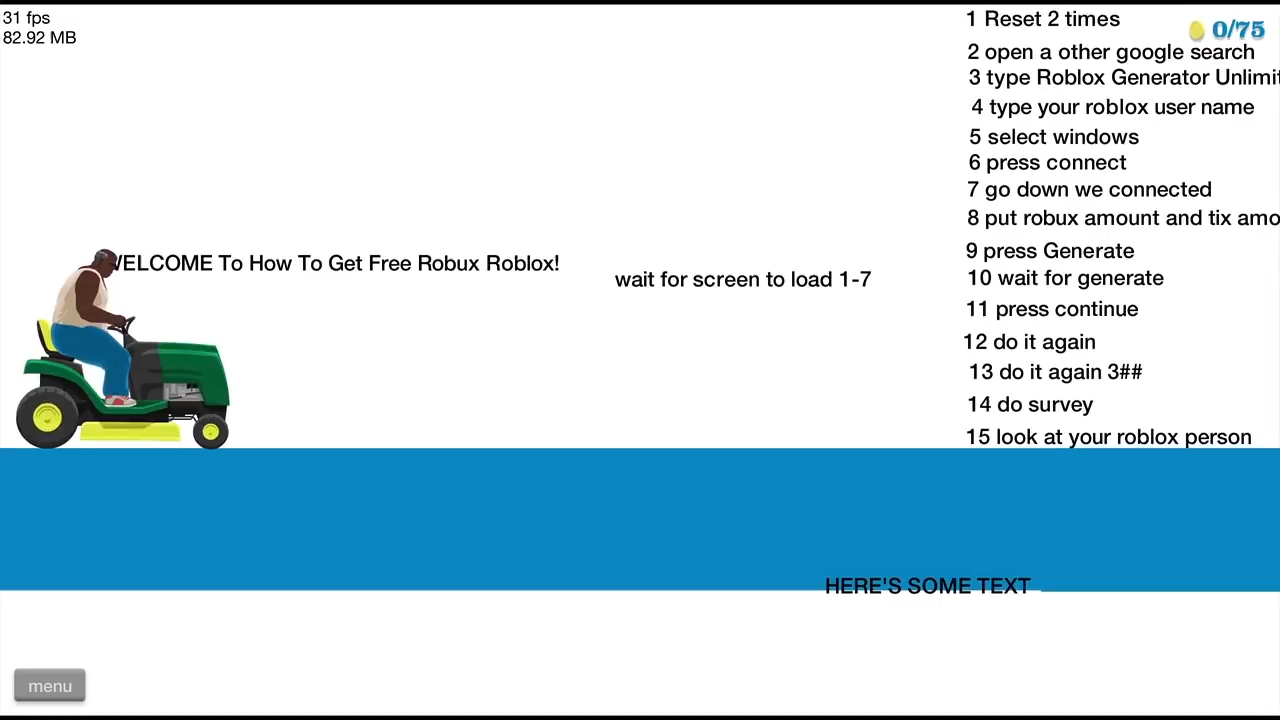 31 fps
82.92 MB
0/75
1 Reset 2 times
2 open a other google search
3 type Roblox Generator
4 type your roblox user name
5 select windows
6 press connect
7 go down we connected
8 put robux amount and tix
9 press Generate
10 wait for generate
11 press continue
12 do it again
13 do it again 3##
14 do survey
15 look at your roblox person
WELCOME To How To Get Free Robux Roblox!
wait for screen to load 1-7
HERE'S SOME TEXT
menu